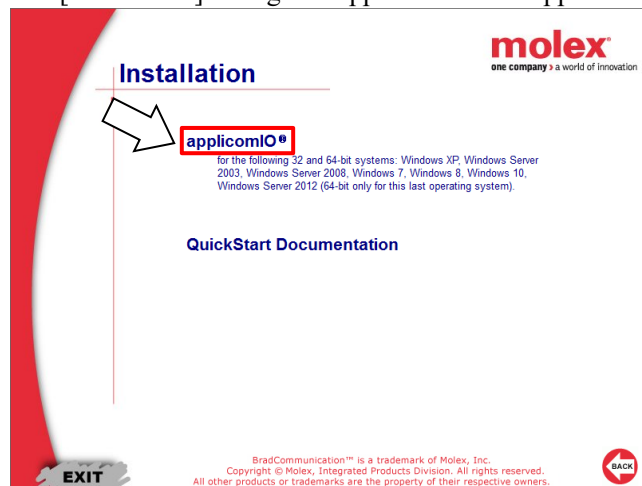 molex®
one company > a world of innovation
Installation
applicomIO®
for the following 32 and 64-bit systems: Windows XP, Windows Server
2003, Windows Server 2008, Windows 7, Windows 8, Windows 10,
Windows Server 2012 (64-bit only for this last operating system).
QuickStart Documentation
BradCommunication™ is a trademark of Molex, Inc.
Copyright © Molex, Integrated Products Division. All rights reserved.
All other products or trademarks are the property of their respective owners.
EXIT
BACK